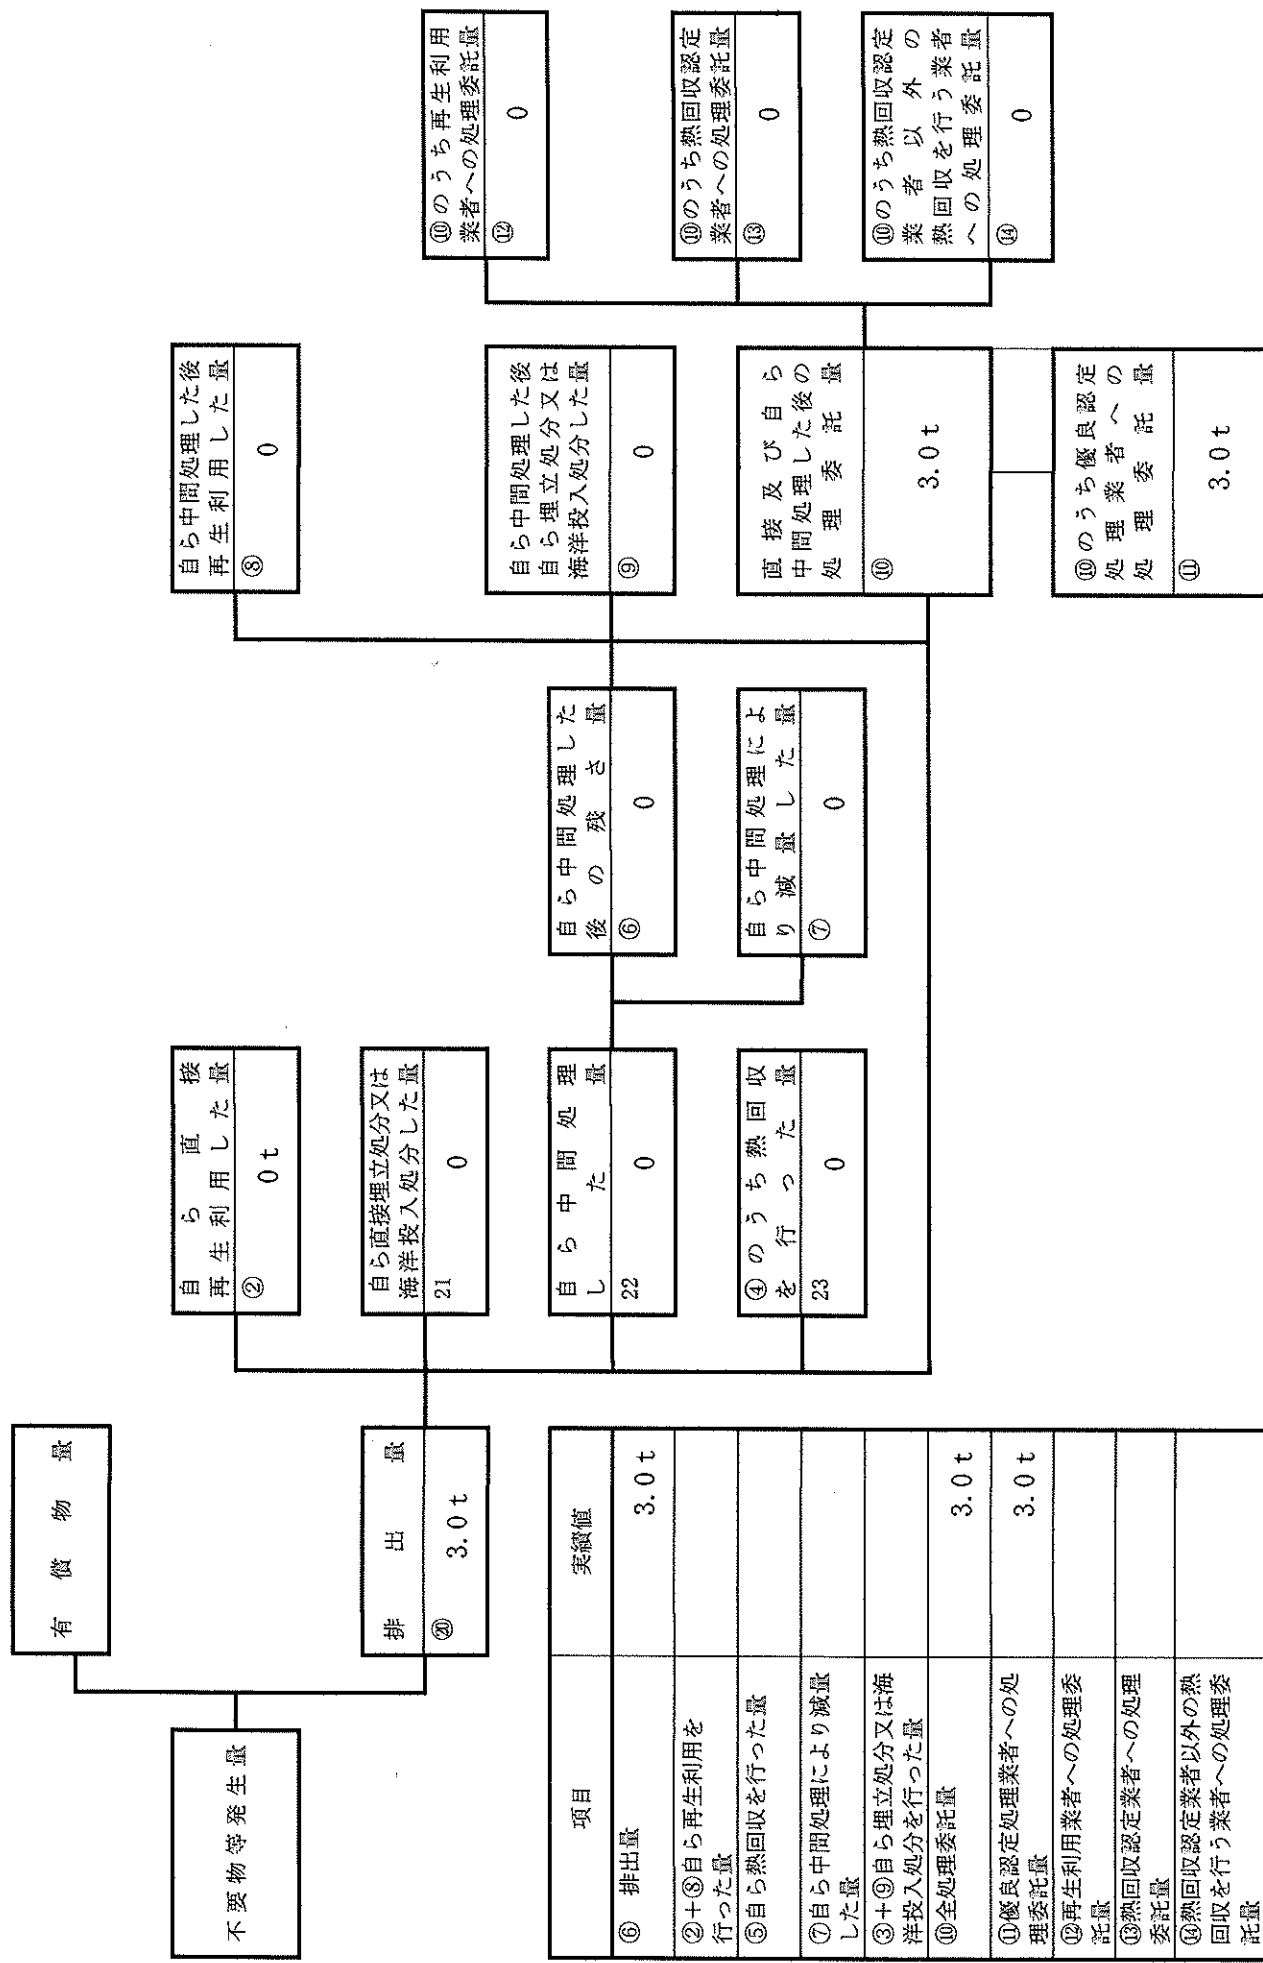 有償物量
不要物等発生量
排出量
⑳ 3.0t
自ら直接
再生利用した量
② 0t
自ら直接埋立処分又は
海洋投入処分した量
21 0
自ら中間処理
した量
22 0
④のうち熱回収
を行った量
23 0
自ら中間処理した
後の残さ量
⑥ 0
自ら中間処理によ
り減量した量
⑦ 0
自ら中間処理した後
再生利用した量
⑧ 0
自ら中間処理した後
自ら埋立処分又は
海洋投入処分した量
⑨ 0
直接及び自ら
中間処理した後の
処理委託量
⑩ 3.0t
⑩のうち優良認定
処理業者への
処理委託量
⑪ 3.0t
⑩のうち再生利用
業者への処理委託量
⑫ 0
⑩のうち熱回収認定
業者への処理委託量
⑬ 0
⑩のうち熱回収認定
業者以外の
熱回収を行う業者
への処理委託量
⑭ 0
項目 実績値
⑥ 排出量 3.0t
②+⑧自ら再生利用を
行った量
⑤自ら熱回収を行った量
⑦自ら中間処理により減量
した量
③+⑨自ら埋立処分又は海
洋投入処分を行った量
⑩全処理委託量 3.0t
⑪優良認定処理業者への処
理委託量 3.0t
⑫再生利用業者への処理委
託量
⑬熱回収認定業者への処理
委託量
⑭熱回収認定業者以外の熱
回収を行う業者への処理委
託量